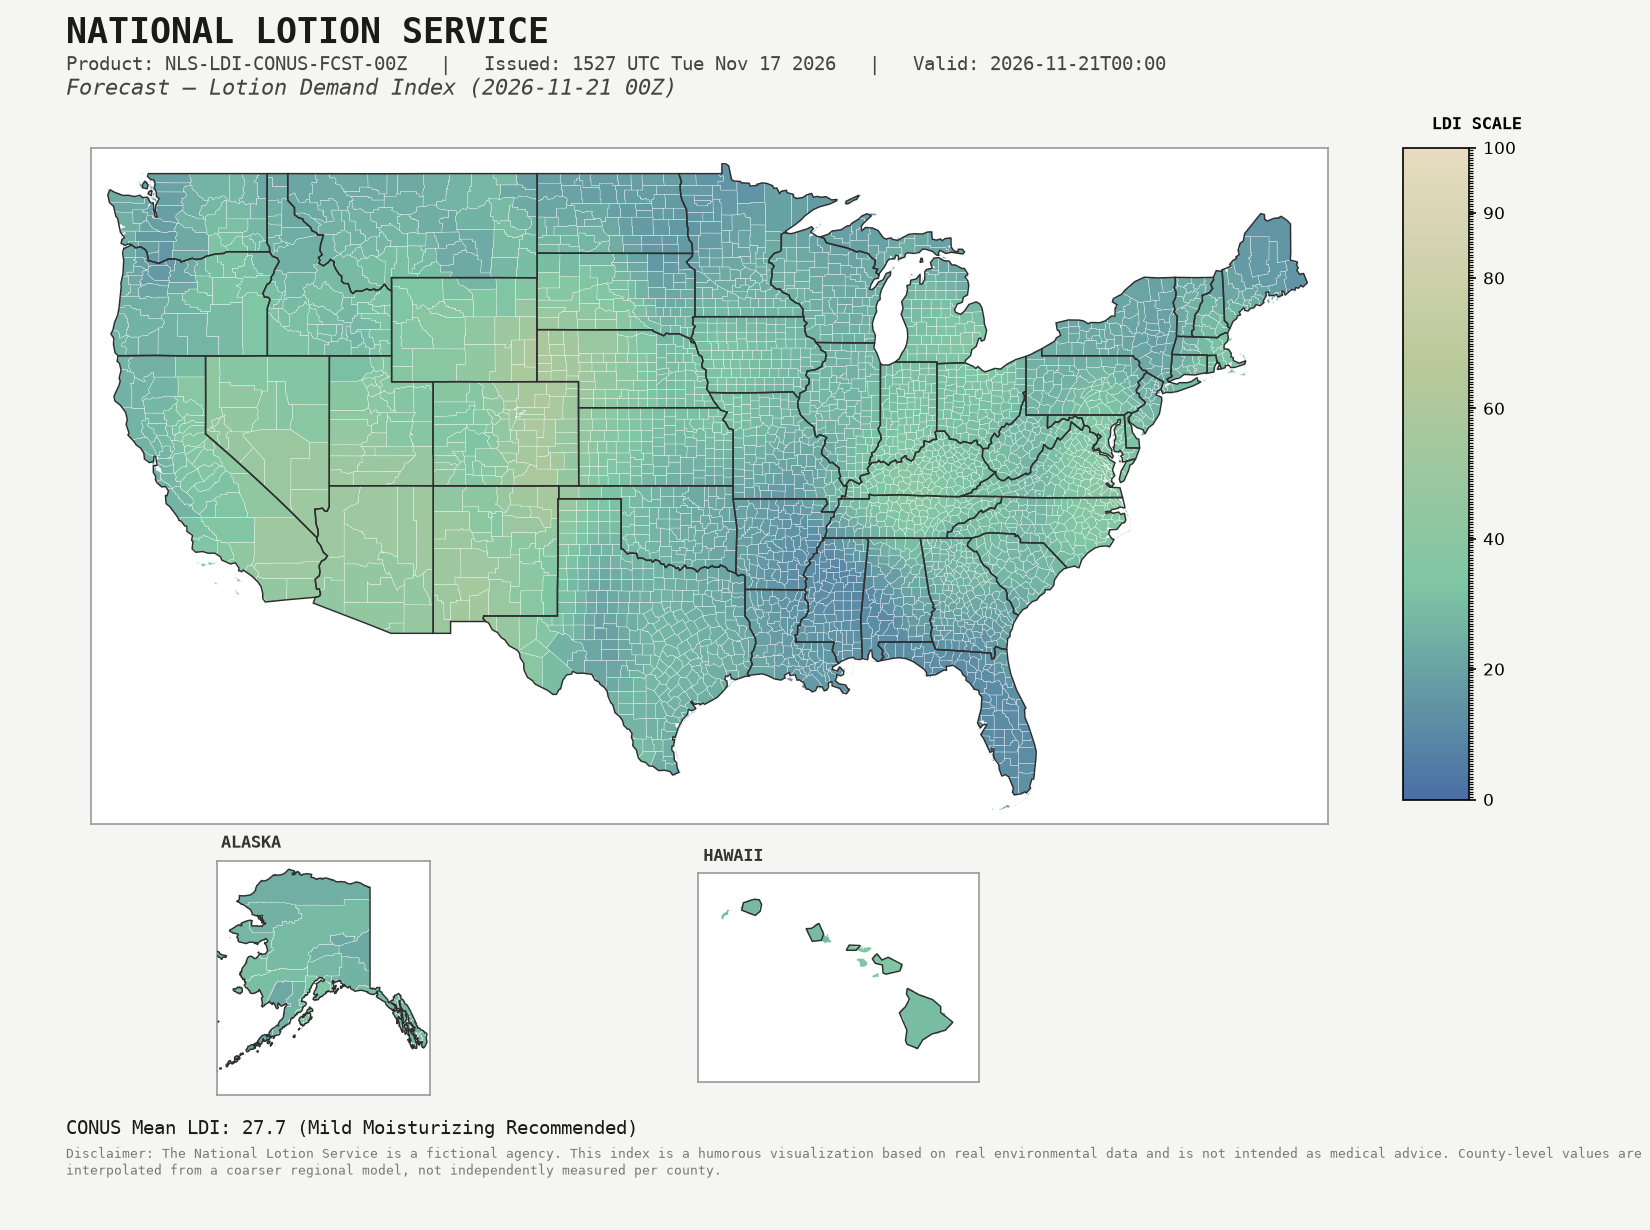 NATIONAL LOTION SERVICE
Product: NLS-LDI-CONUS-FCST-00Z   |   Issued: 1527 UTC Tue Nov 17 2026   |   Valid: 2026-11-21T00:00
Forecast — Lotion Demand Index (2026-11-21 00Z)
LDI SCALE
100
90
80
60
40
20
0
ALASKA
HAWAII
CONUS Mean LDI: 27.7 (Mild Moisturizing Recommended)
Disclaimer: The National Lotion Service is a fictional agency. This index is a humorous visualization based on real environmental data and is not intended as medical advice. County-level values are
interpolated from a coarser regional model, not independently measured per county.